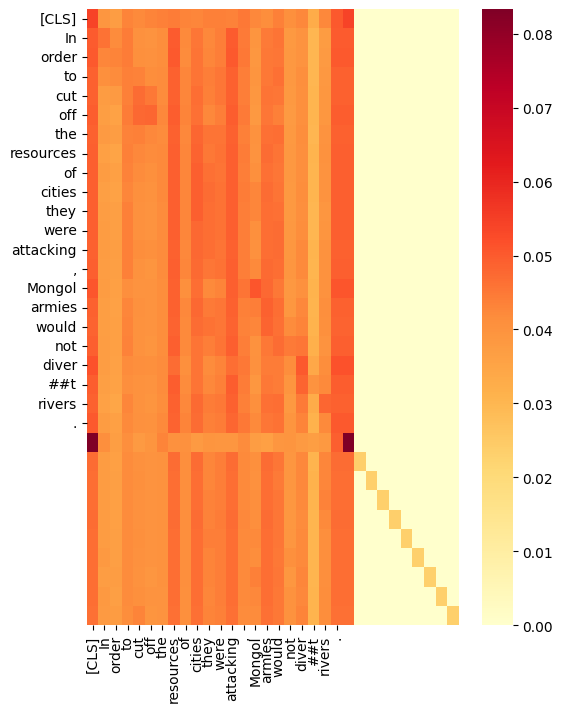 [CLS]
In
order
to
cut
off
the
resources
of
cities
they
were
attacking
,
Mongol
armies
would
not
diver
##t
rivers
.
[CLS]
In
order
to
cut
off
the
resources
of
cities
they
were
attacking
,
Mongol
armies
would
not
diver
##t
rivers
.
0.08
0.07
0.06
0.05
0.04
0.03
0.02
0.01
0.00